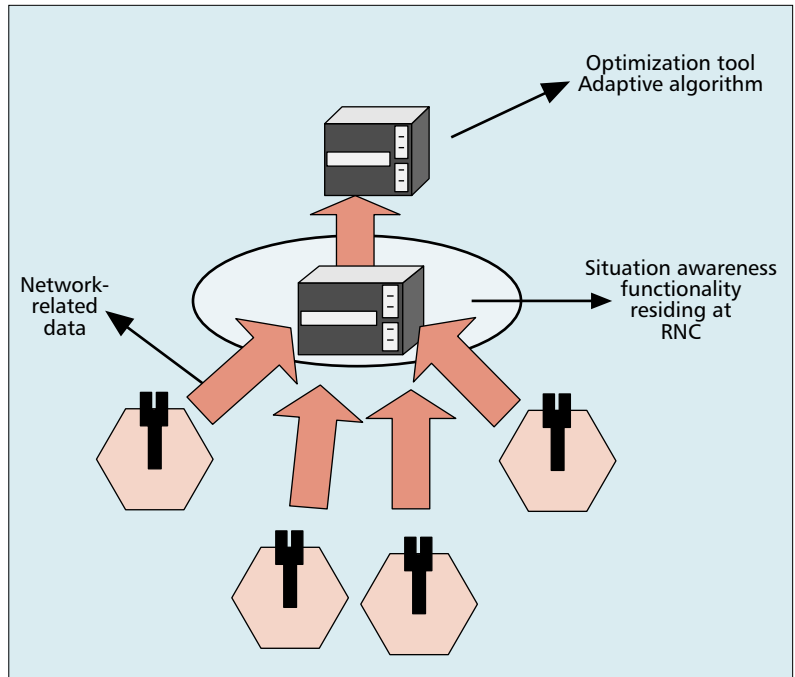 Optimization tool
Adaptive algorithm
Network-
related
data
Situation awareness
functionality
residing at
RNC